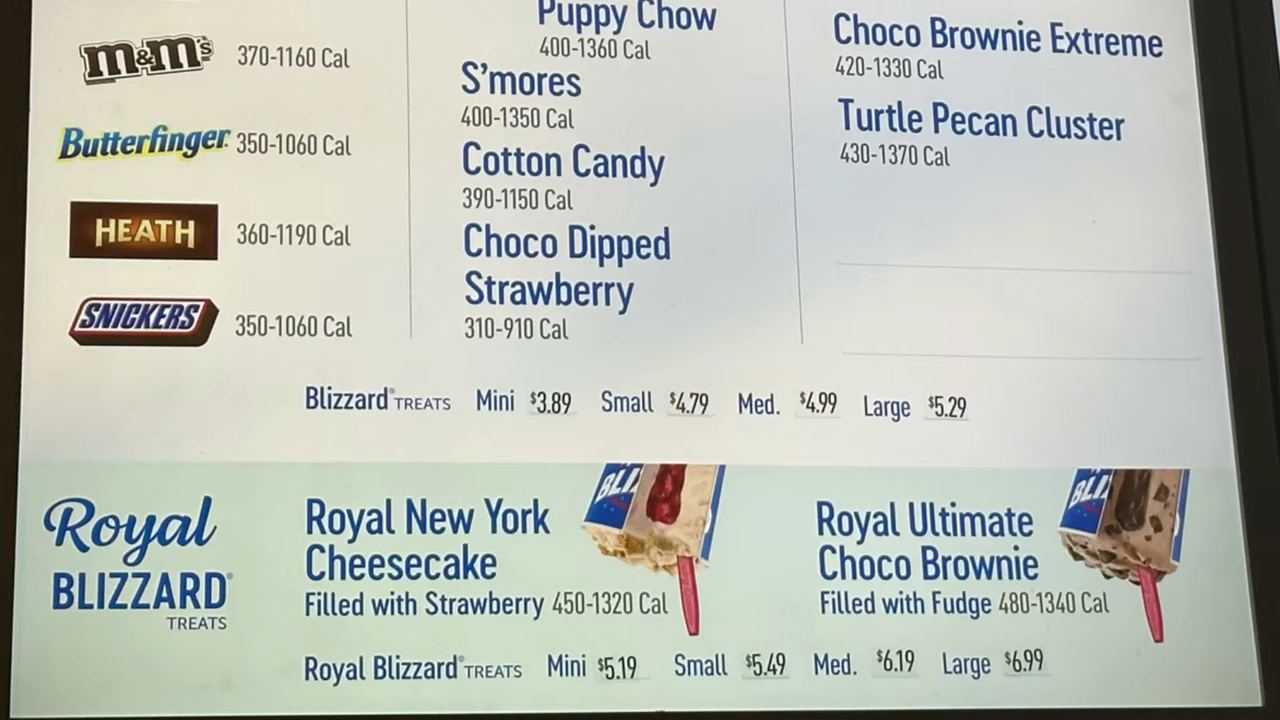 m&m's 370-1160 Cal
Butterfinger 350-1060 Cal
HEATH 360-1190 Cal
SNICKERS 350-1060 Cal
Puppy Chow
400-1360 Cal
S'mores
400-1350 Cal
Cotton Candy
390-1150 Cal
Choco Dipped
Strawberry
310-910 Cal
Choco Brownie Extreme
420-1330 Cal
Turtle Pecan Cluster
430-1370 Cal
Blizzard® TREATS Mini $3.89 Small $4.79 Med. $4.99 Large $5.29
Royal
BLIZZARD®
TREATS
Royal New York
Cheesecake
Filled with Strawberry 450-1320 Cal
BLI
Royal Ultimate
Choco Brownie
Filled with Fudge 480-1340 Cal
BLI
Royal Blizzard® TREATS Mini $5.19 Small $5.49 Med. $6.19 Large $6.99